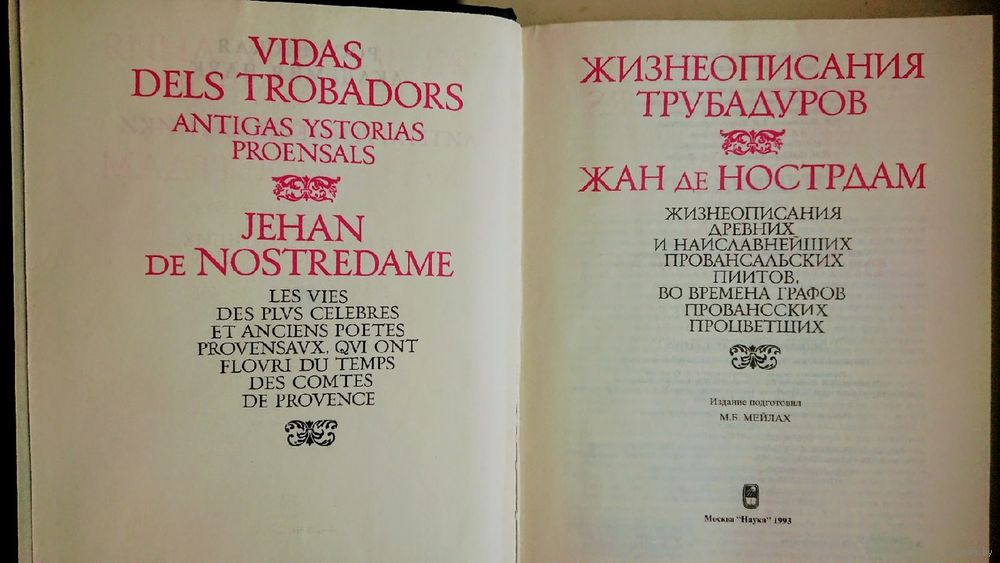 VIDAS
DELS TROBADORS
ANTIGAS YSTORIAS
PROENSALS
JEHAN
DE NOSTREDAME
LES VIES
DES PLVS CELEBRES
ET ANCIENS POETES
PROVENSAVX, QVI ONT
FLOVRI DU TEMPS
DES COMTES
DE PROVENCE
ЖИЗНЕОПИСАНИЯ
ТРУБАДУРОВ
ЖАН ДЕ НОСТРДАМ
ЖИЗНЕОПИСАНИЯ
ДРЕВНИХ
И НАИСЛАВНЕЙШИХ
ПРОВАНСАЛЬСКИХ
ПИИТОВ,
ВО ВРЕМЕНА ГРАФОВ
ПРОВАНССКИХ
ПРОЦВЕТШИХ
Издание подготовил
М.Б. МЕЙЛАХ
Москва "Наука" 1993